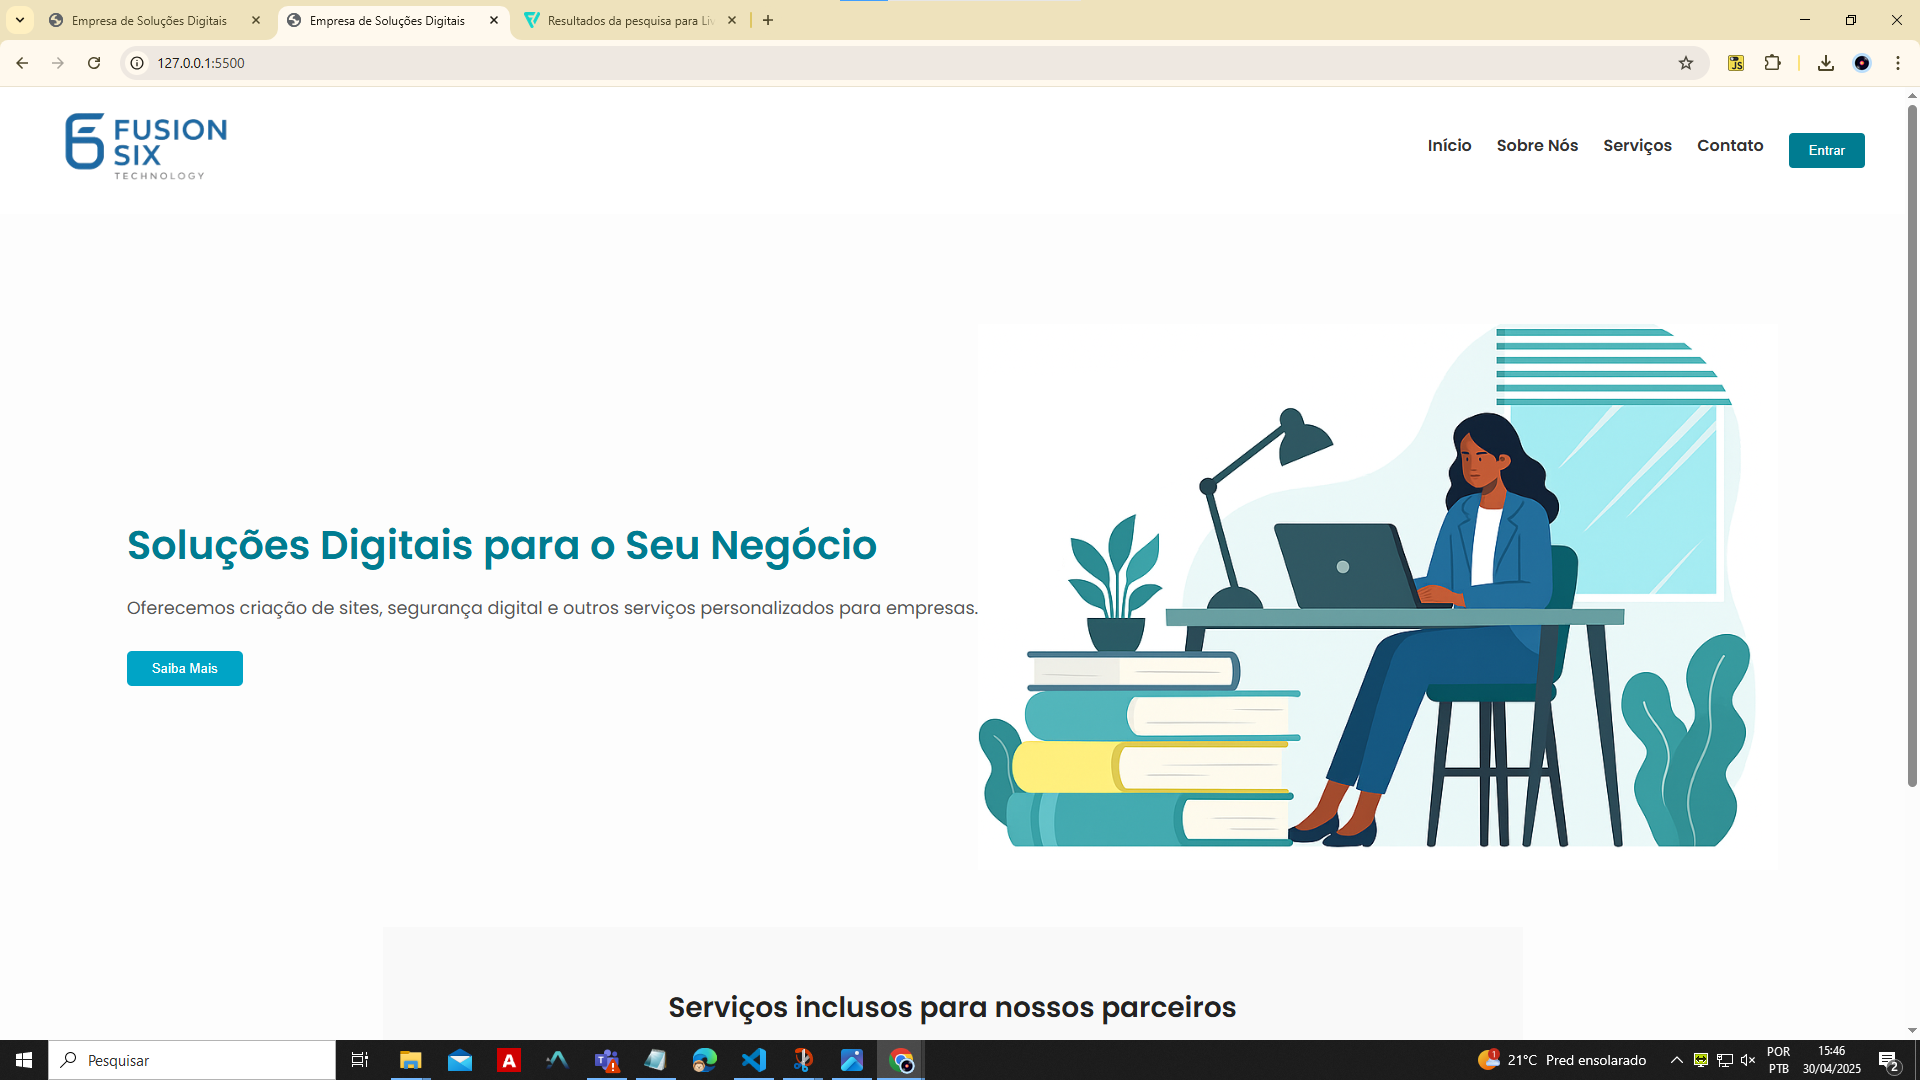 Empresa de Soluções Digitais
Empresa de Soluções Digitais
Resultados da pesquisa para Liv
127.0.0.1:5500
JS
FUSION
SIX
TECHNOLOGY
Início
Sobre Nós
Serviços
Contato
Entrar
Soluções Digitais para o Seu Negócio
Oferecemos criação de sites, segurança digital e outros serviços personalizados para empresas.
Saiba Mais
Serviços inclusos para nossos parceiros
Pesquisar
A
1
21°C Pred ensolarado
POR
PTB
15:46
30/04/2025
2